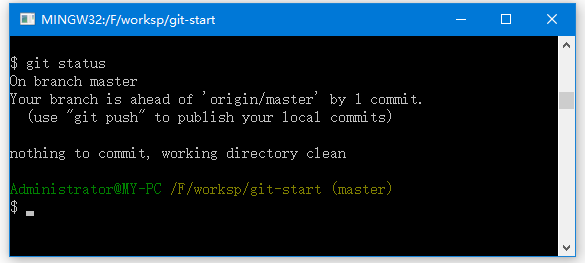 MINGW32:/F/worksp/git-start
$ git status
On branch master
Your branch is ahead of 'origin/master' by 1 commit.
  (use "git push" to publish your local commits)
nothing to commit, working directory clean
Administrator@MY-PC /F/worksp/git-start (master)
$